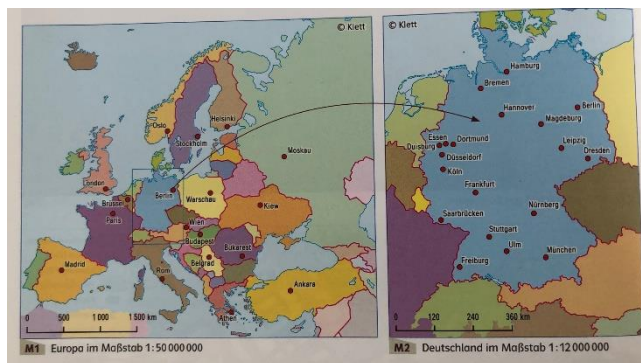 © Klett
Helsinki
Oslo
Stockholm
Moskau
London
Berlin
Warschau
Brüssel
Paris
Kiew
Wien
Budapest
Bukarest
Belgrad
Madrid
Rom
Ankara
Athen
0 500 1 000 1 500 km
M1 Europa im Maßstab 1:50 000 000
© Klett
Hamburg
Bremen
Hannover
Berlin
Magdeburg
Essen
Dortmund
Duisburg
Leipzig
Düsseldorf
Dresden
Köln
Frankfurt
Saarbrücken
Nürnberg
Stuttgart
Ulm
München
Freiburg
0 120 240 360 km
M2 Deutschland im Maßstab 1:12 000 000